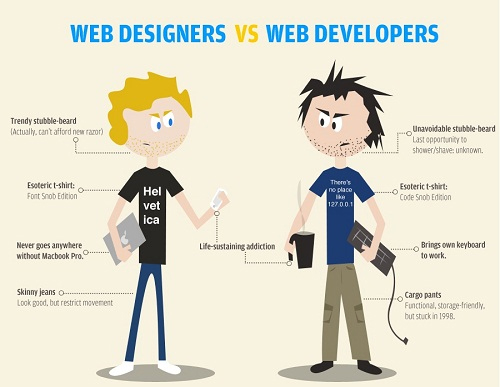 WEB DESIGNERS VS WEB DEVELOPERS
Trendy stubble-beard
(Actually, can't afford new razor)
Esoteric t-shirt:
Font Snob Edition
Never goes anywhere
without Macbook Pro.
Skinny jeans
Look good, but restrict movement
Hel
vet
ica
Life-sustaining addiction
There's
no place
like
127.0.0.1
Unavoidable stubble-beard
Last opportunity to
shower/shave: unknown.
Esoteric t-shirt:
Code Snob Edition
Brings own keyboard
to work.
Cargo pants
Functional, storage-friendly,
but stuck in 1998.